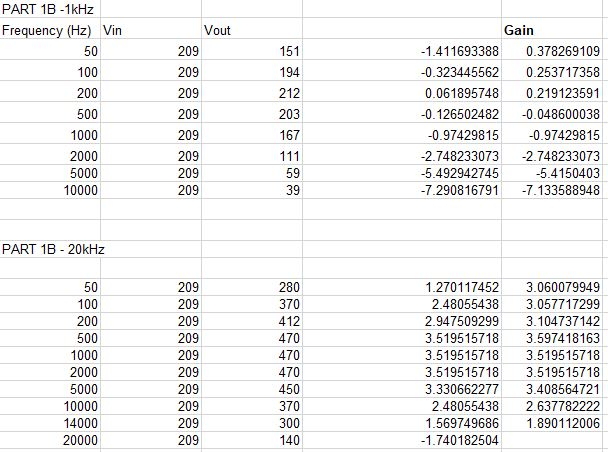 PART 1B -1kHz
Frequency (Hz) Vin Vout Gain
50 209 151 -1.411693388 0.378269109
100 209 194 -0.323445562 0.253717358
200 209 212 0.061895748 0.219123591
500 209 203 -0.126502482 -0.048600038
1000 209 167 -0.97429815 -0.97429815
2000 209 111 -2.748233073 -2.748233073
5000 209 59 -5.492942745 -5.4150403
10000 209 39 -7.290816791 -7.133588948
PART 1B - 20kHz
50 209 280 1.270117452 3.060079949
100 209 370 2.48055438 3.057717299
200 209 412 2.947509299 3.104737142
500 209 470 3.519515718 3.597418163
1000 209 470 3.519515718 3.519515718
2000 209 470 3.519515718 3.519515718
5000 209 450 3.330662277 3.408564721
10000 209 370 2.48055438 2.637782222
14000 209 300 1.569749686 1.890112006
20000 209 140 -1.740182504